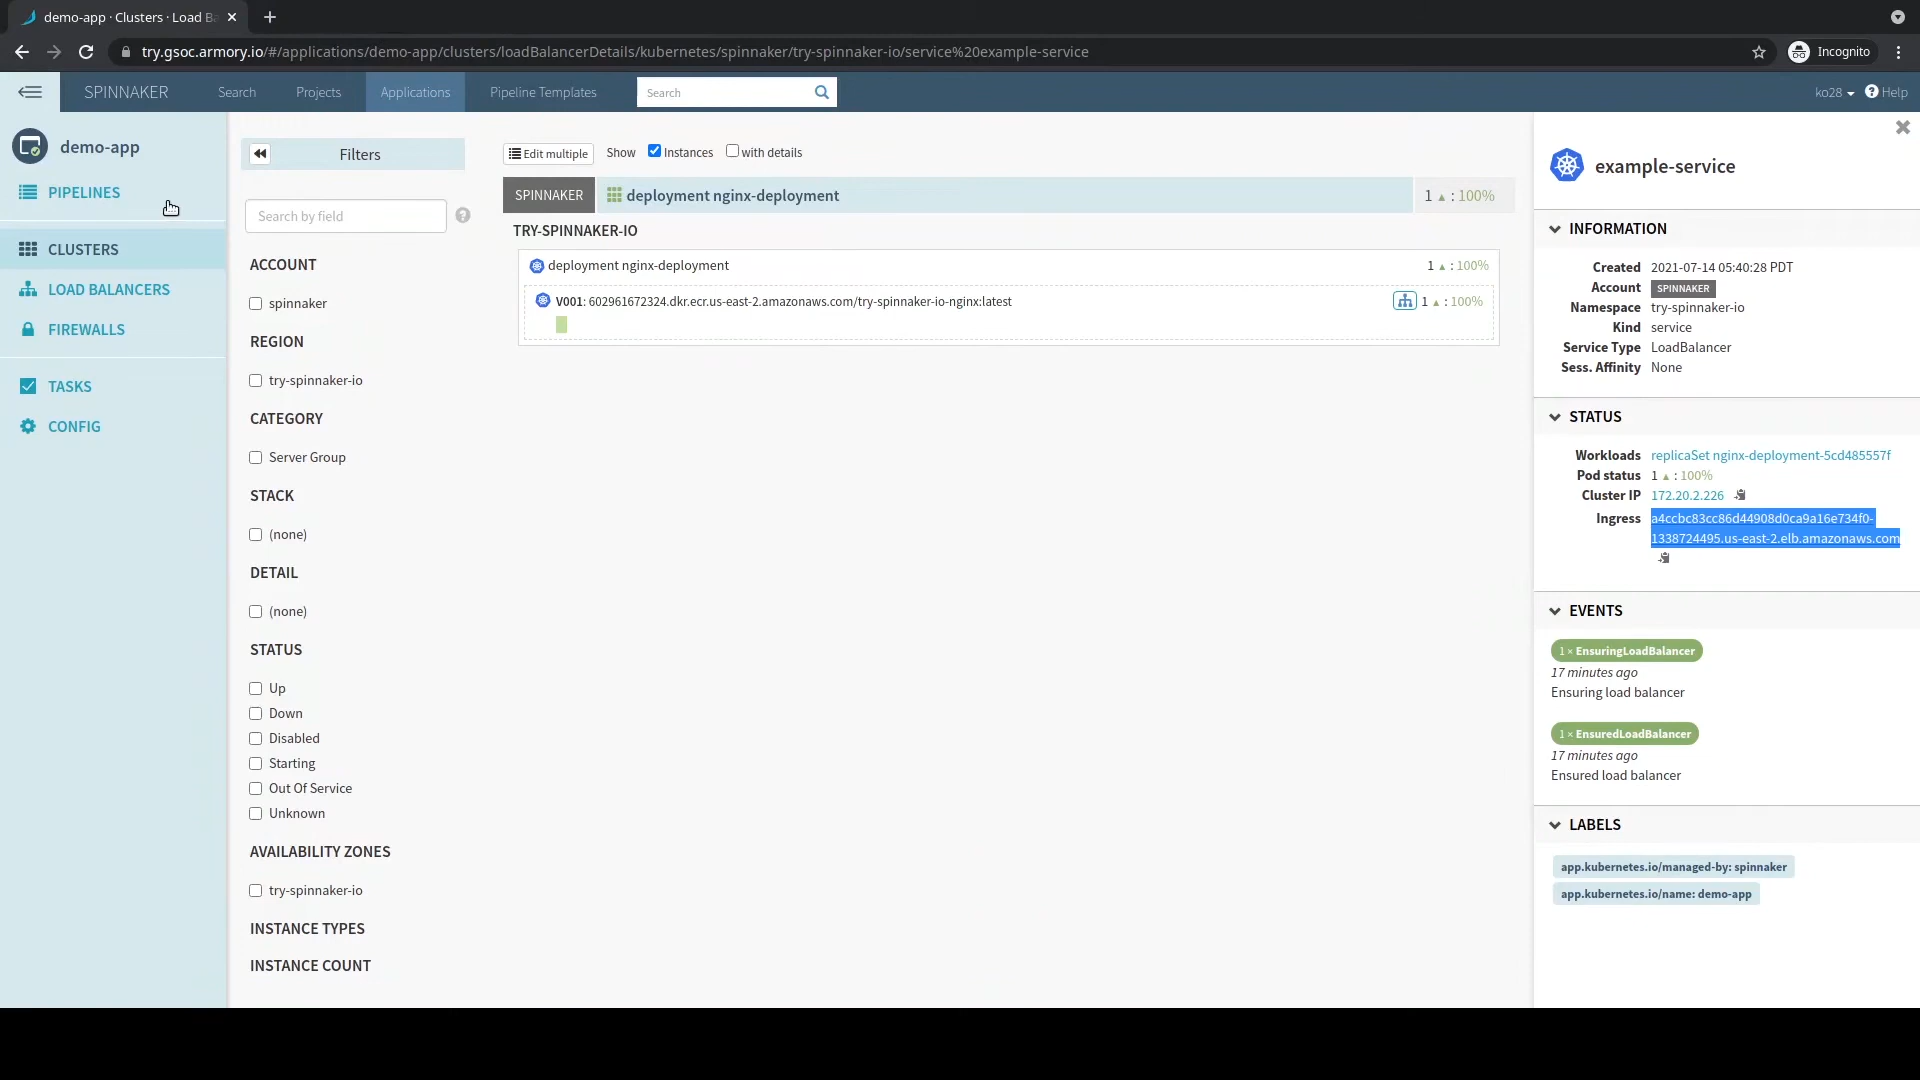 demo-app · Clusters · Load Ba
try.gsoc.armory.io/#/applications/demo-app/clusters/loadBalancerDetails/kubernetes/spinnaker/try-spinnaker-io/service%20example-service
Incognito
SPINNAKER
Search
Projects
Applications
Pipeline Templates
Search
ko28
Help
demo-app
PIPELINES
CLUSTERS
LOAD BALANCERS
FIREWALLS
TASKS
CONFIG
Filters
Search by field
ACCOUNT
spinnaker
REGION
try-spinnaker-io
CATEGORY
Server Group
STACK
(none)
DETAIL
(none)
STATUS
Up
Down
Disabled
Starting
Out Of Service
Unknown
AVAILABILITY ZONES
try-spinnaker-io
INSTANCE TYPES
INSTANCE COUNT
Edit multiple Show Instances with details
SPINNAKER deployment nginx-deployment 1 ▲ : 100%
TRY-SPINNAKER-IO
deployment nginx-deployment 1 ▲ : 100%
V001: 602961672324.dkr.ecr.us-east-2.amazonaws.com/try-spinnaker-io-nginx:latest 1 ▲ : 100%
example-service
INFORMATION
Created 2021-07-14 05:40:28 PDT
Account SPINNAKER
Namespace try-spinnaker-io
Kind service
Service Type LoadBalancer
Sess. Affinity None
STATUS
Workloads replicaSet nginx-deployment-5cd485557f
Pod status 1 ▲ : 100%
Cluster IP 172.20.2.226
Ingress a4ccbc83cc86d44908d0ca9a16e734f0-
1338724495.us-east-2.elb.amazonaws.com
EVENTS
1 × EnsuringLoadBalancer
17 minutes ago
Ensuring load balancer
1 × EnsuredLoadBalancer
17 minutes ago
Ensured load balancer
LABELS
app.kubernetes.io/managed-by: spinnaker
app.kubernetes.io/name: demo-app